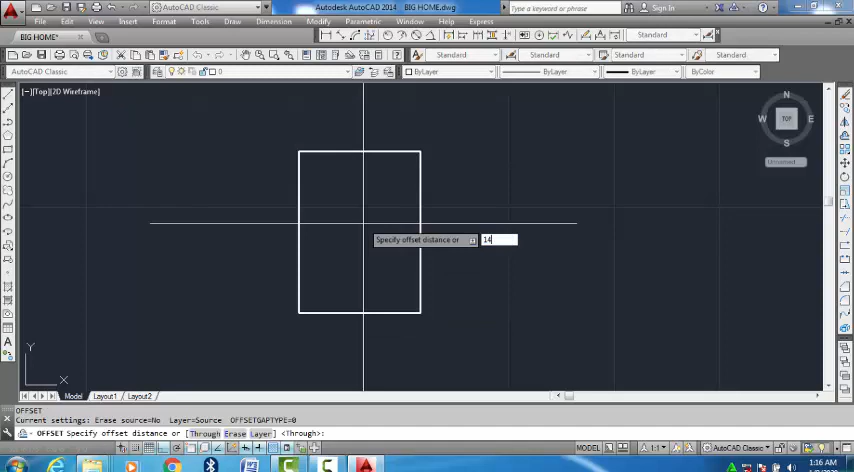 AutoCAD Classic
Autodesk AutoCAD 2014 BIG HOME.dwg
Type a keyword or phrase
Sign In
File Edit View Insert Format Tools Draw Dimension Modify Parametric Window Help Express
BIG HOME*
Standard
Standard Standard Standard Standard
AutoCAD Classic 0 ByLayer ByLayer ByLayer ByColor
[−][Top][2D Wireframe]
N
W TOP E
S
Unnamed
Specify offset distance or 14
Y
X
Model Layout1 Layout2
OFFSET
Current settings: Erase source=No Layer=Source OFFSETGAPTYPE=0
OFFSET Specify offset distance or [Through Erase Layer] <Through>:
MODEL 1:1 AutoCAD Classic
1:16 AM